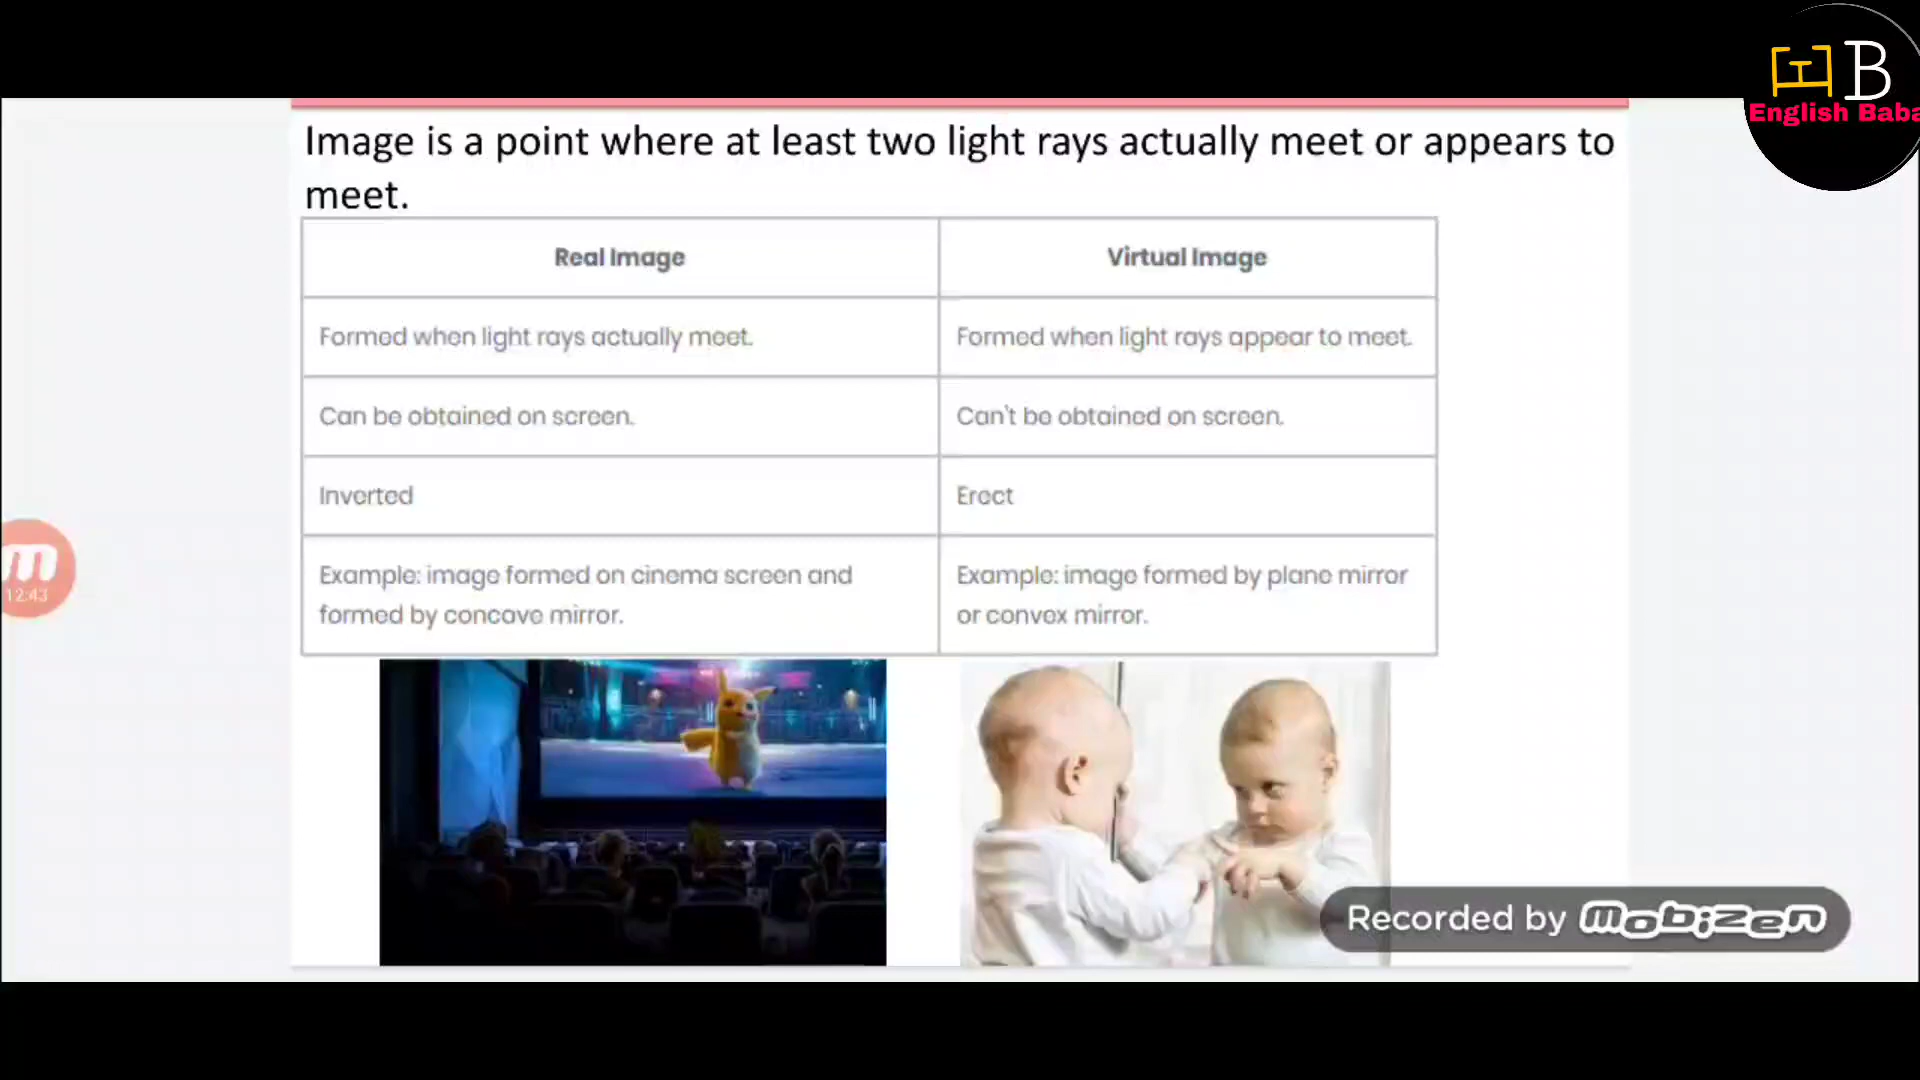 EB
English Baba
Image is a point where at least two light rays actually meet or appears to
meet.
Real Image
Virtual Image
Formed when light rays actually meet.
Formed when light rays appear to meet.
Can be obtained on screen.
Can't be obtained on screen.
Inverted
Erect
Example: image formed on cinema screen and
formed by concave mirror.
Example: image formed by plane mirror
or convex mirror.
m
12:43
Recorded by mobizen